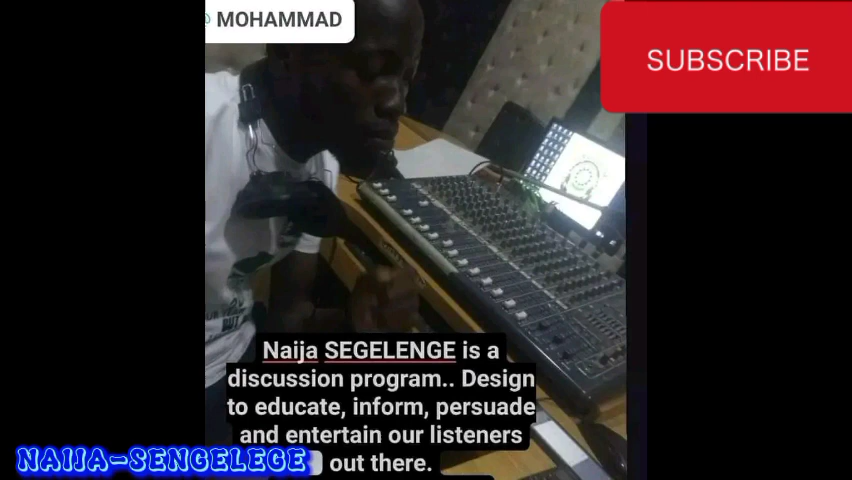 MOHAMMAD
SUBSCRIBE
Naija SEGELENGE is a
discussion program.. Design
to educate, inform, persuade
and entertain our listeners
out there.
NAIJA-SENGELEGE